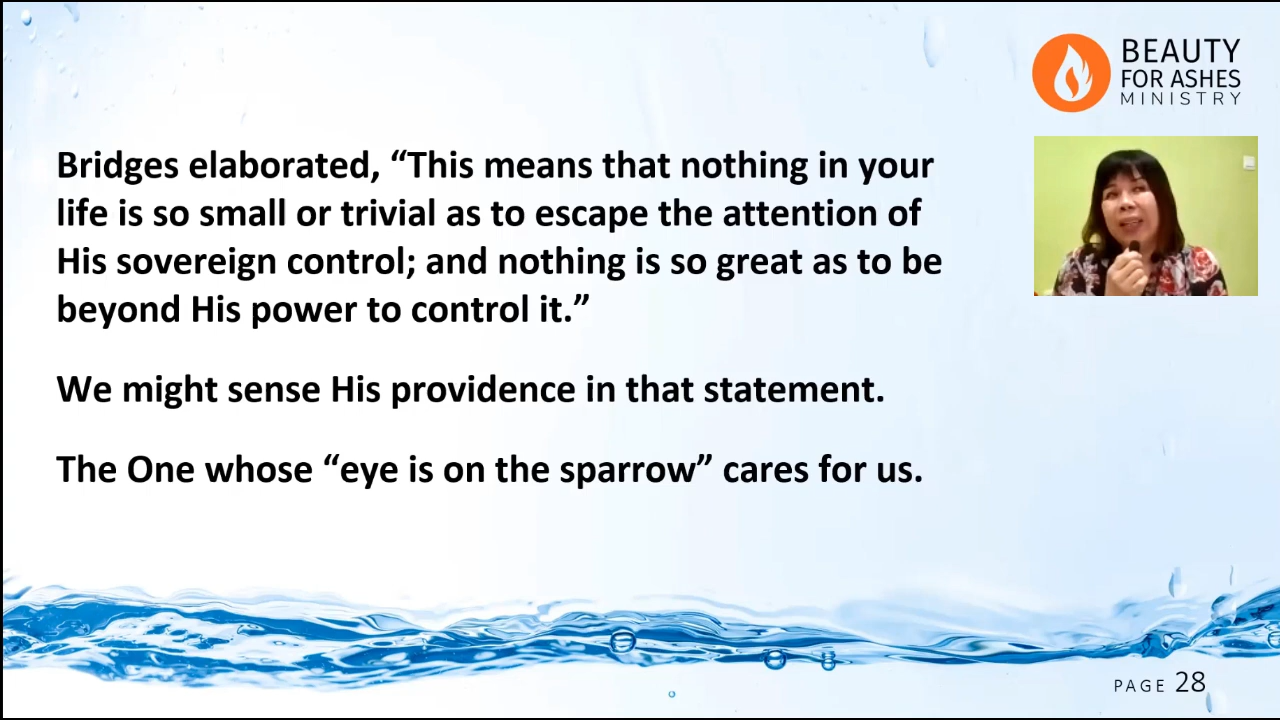 BEAUTY
FOR ASHES
MINISTRY
Bridges elaborated, “This means that nothing in your
life is so small or trivial as to escape the attention of
His sovereign control; and nothing is so great as to be
beyond His power to control it.”
We might sense His providence in that statement.
The One whose “eye is on the sparrow” cares for us.
PAGE 28